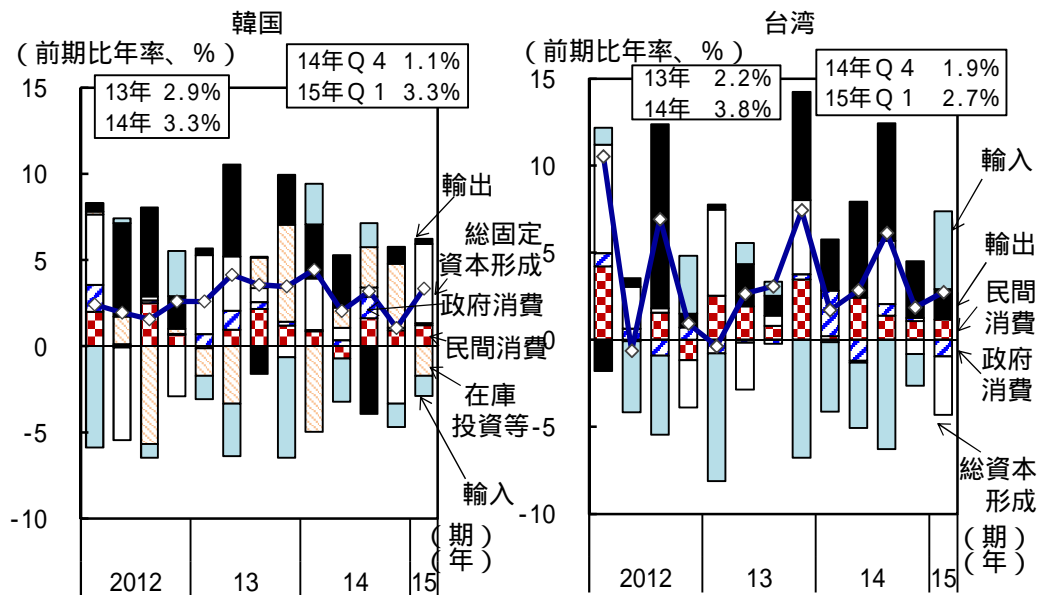 韓国
(前期比年率、%)
13年 2.9%
14年 3.3%
14年Q4 1.1%
15年Q1 3.3%
15
10
5
0
-5
-10
輸出
総固定
資本形成
政府消費
民間消費
在庫
投資等
輸入
(期)
(年)
2012
13
14
15
台湾
(前期比年率、%)
13年 2.2%
14年 3.8%
14年Q4 1.9%
15年Q1 2.7%
15
10
5
0
-5
-10
輸入
輸出
民間
消費
政府
消費
総資本
形成
(期)
(年)
2012
13
14
15